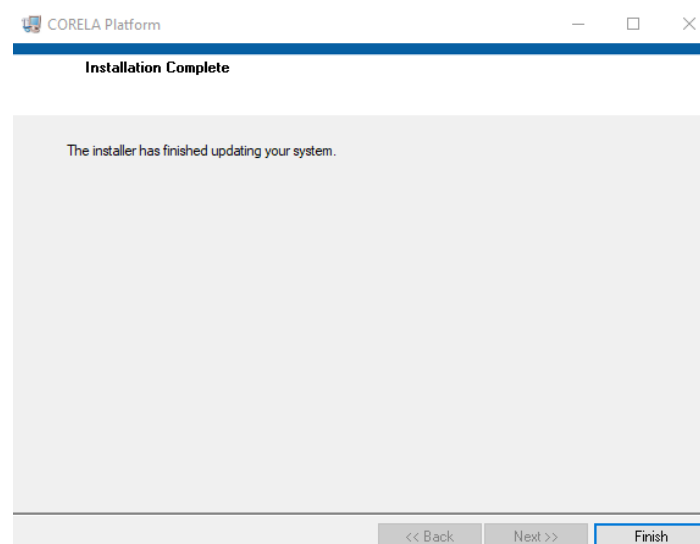 CORELA Platform
Installation Complete
The installer has finished updating your system.
<< Back Next >> Finish